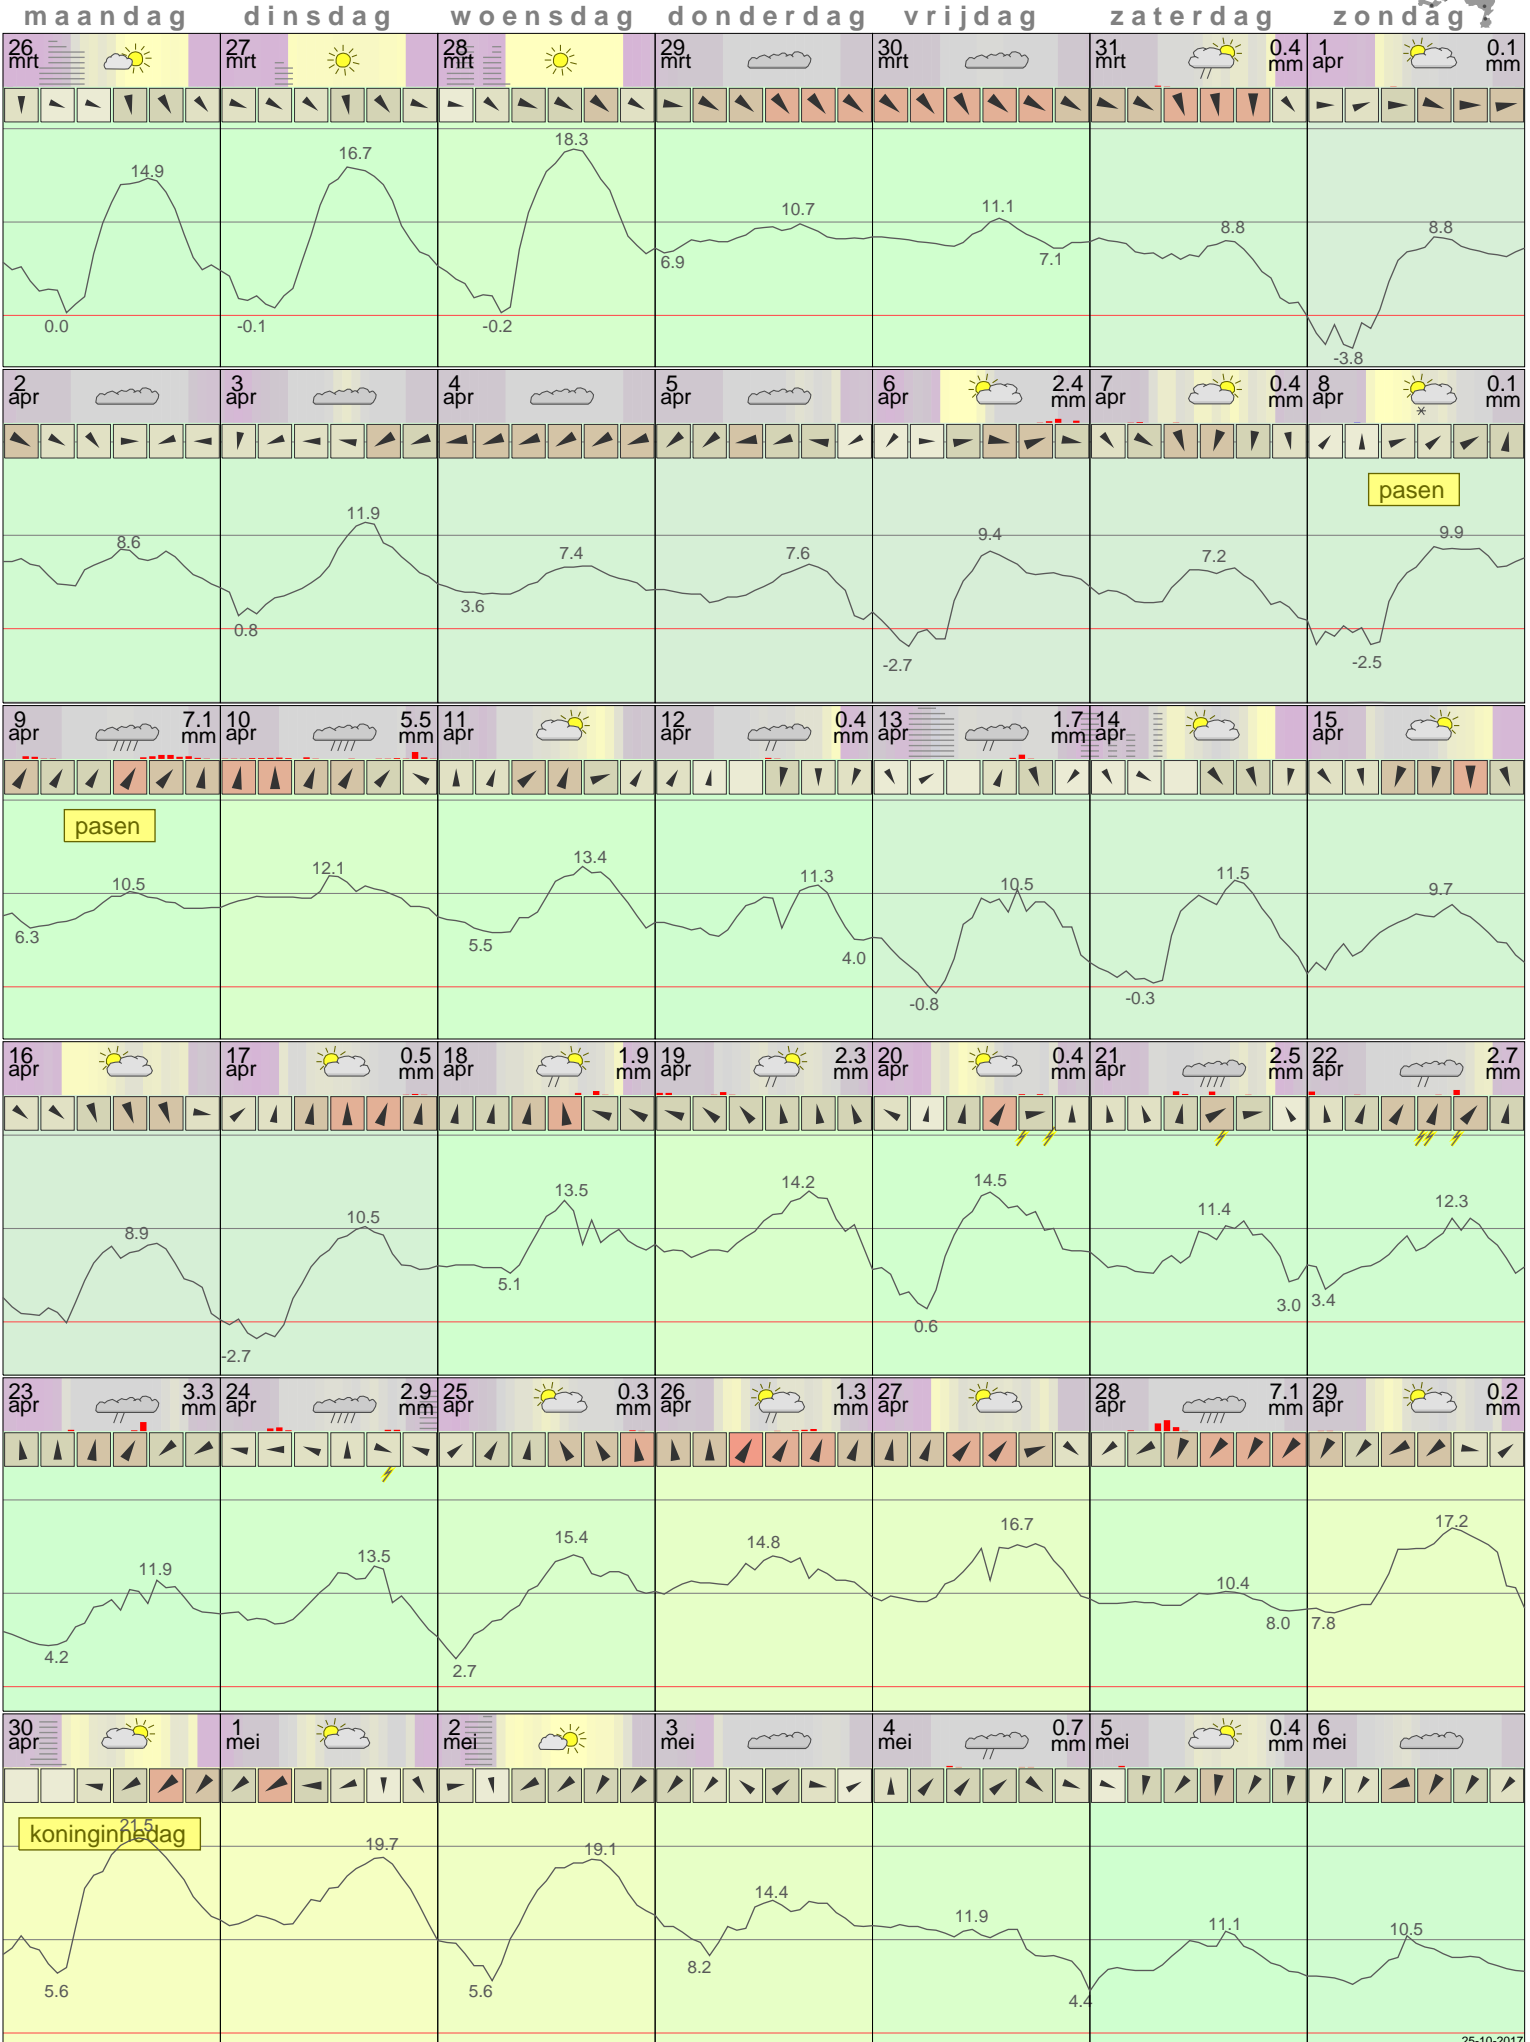 maandag dinsdag woensdag donderdag vrijdag zaterdag zondag
26 27 28 29 30 31 0.4 1 0.1
mrt mrt mrt mrt mrt mrt mm apr mm
18.3
16.7
14.9
10.7 11.1
8.8 8.8
6.9 7.1
0.0 -0.1 -0.2
-3.8
2 3 4 5 6 2.4 7 0.4 8 0.1
apr apr apr apr apr mm apr mm apr mm
pasen
11.9
9.4 9.9
8.6 7.4 7.6 7.2
3.6
0.8
-2.7 -2.5
9 7.1 10 5.5 11 12 0.4 13 1.7 14 15
apr mm apr mm apr apr mm apr mm apr apr
pasen
13.4
12.1 11.3 11.5
10.5 10.5 9.7
6.3 5.5
4.0
-0.8 -0.3
16 17 0.5 18 1.9 19 2.3 20 0.4 21 2.5 22 2.7
apr apr mm apr mm apr mm apr mm apr mm apr mm
14.2 14.5
13.5 12.3
10.5 11.4
8.9
5.1
3.0 3.4
0.6
-2.7
23 3.3 24 2.9 25 0.3 26 1.3 27 28 7.1 29 0.2
apr mm apr mm apr mm apr mm apr apr mm apr mm
16.7 17.2
15.4 14.8
11.9 13.5
10.4
8.0 7.8
4.2
2.7
30 1 2 3 4 0.7 5 0.4 6
apr mei mei mei mei mm mei mm mei
21.5
koninginnedag
19.7 19.1
14.4
11.9 11.1 10.5
8.2
5.6 5.6
4.4
25-10-2017